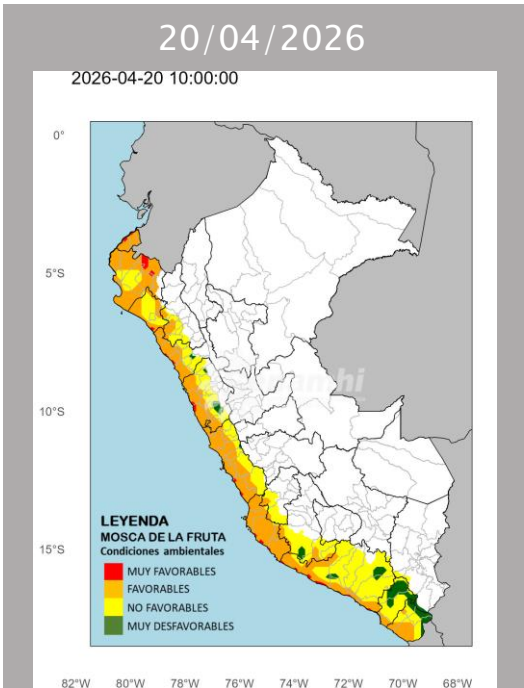 20/04/2026
2026-04-20 10:00:00
0°
5°S
10°S
15°S
LEYENDA
MOSCA DE LA FRUTA
Condiciones ambientales
MUY FAVORABLES
FAVORABLES
NO FAVORABLES
MUY DESFAVORABLES
82°W 80°W 78°W 76°W 74°W 72°W 70°W 68°W